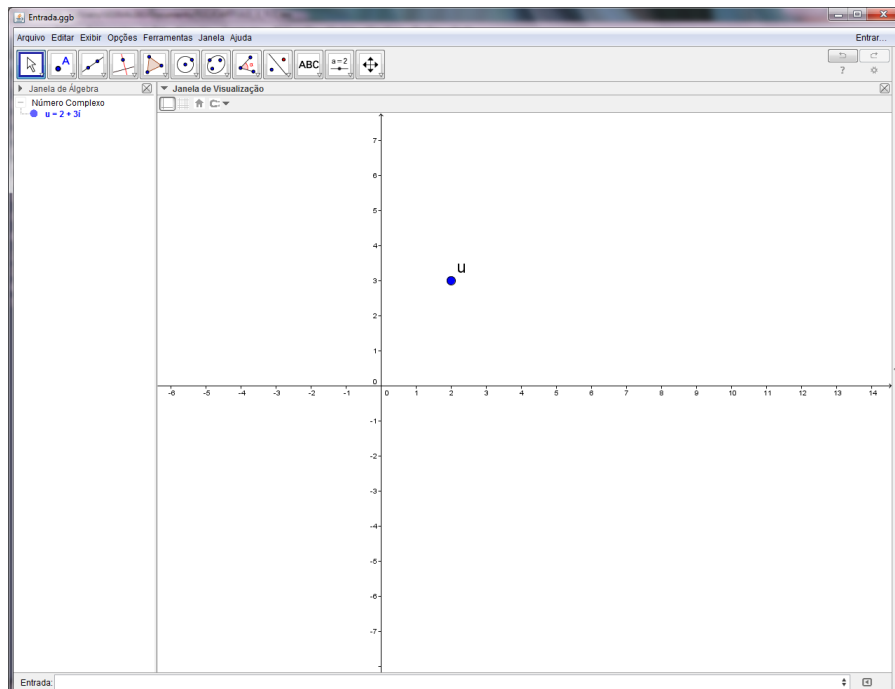 Entrada.ggb
Arquivo Editar Exibir Opções Ferramentas Janela Ajuda
Entrar...
A
α
ABC
a=2
?
Janela de Álgebra
Janela de Visualização
Número Complexo
u = 2 + 3i
C:
7
6
5
4
u
3
2
1
0
-6 -5 -4 -3 -2 -1 0 1 2 3 4 5 6 7 8 9 10 11 12 13 14
-1
-2
-3
-4
-5
-6
-7
Entrada: